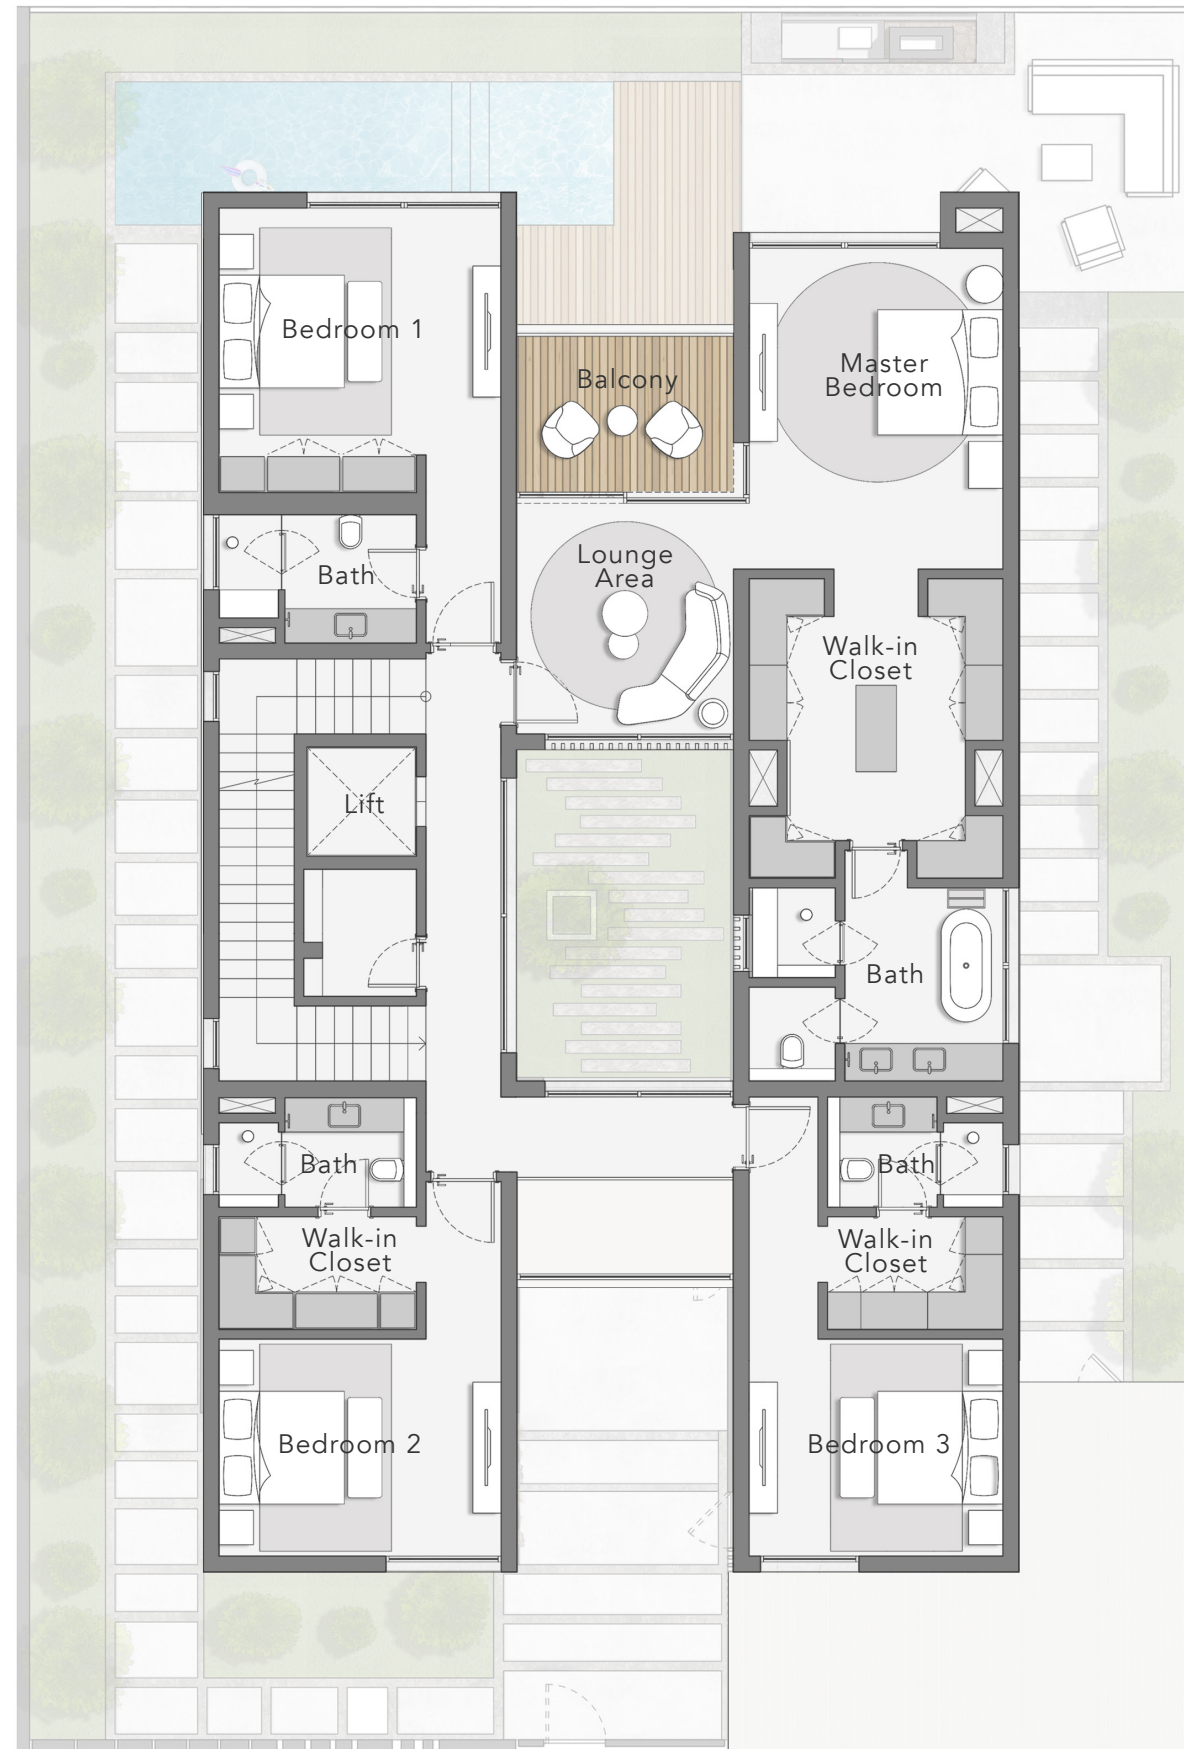 Bedroom 1
Master
Bedroom
Balcony
Lounge
Area
Bath
Walk-in
Closet
Lift
Bath
Bath
Bath
Walk-in
Closet
Walk-in
Closet
Bedroom 2
Bedroom 3